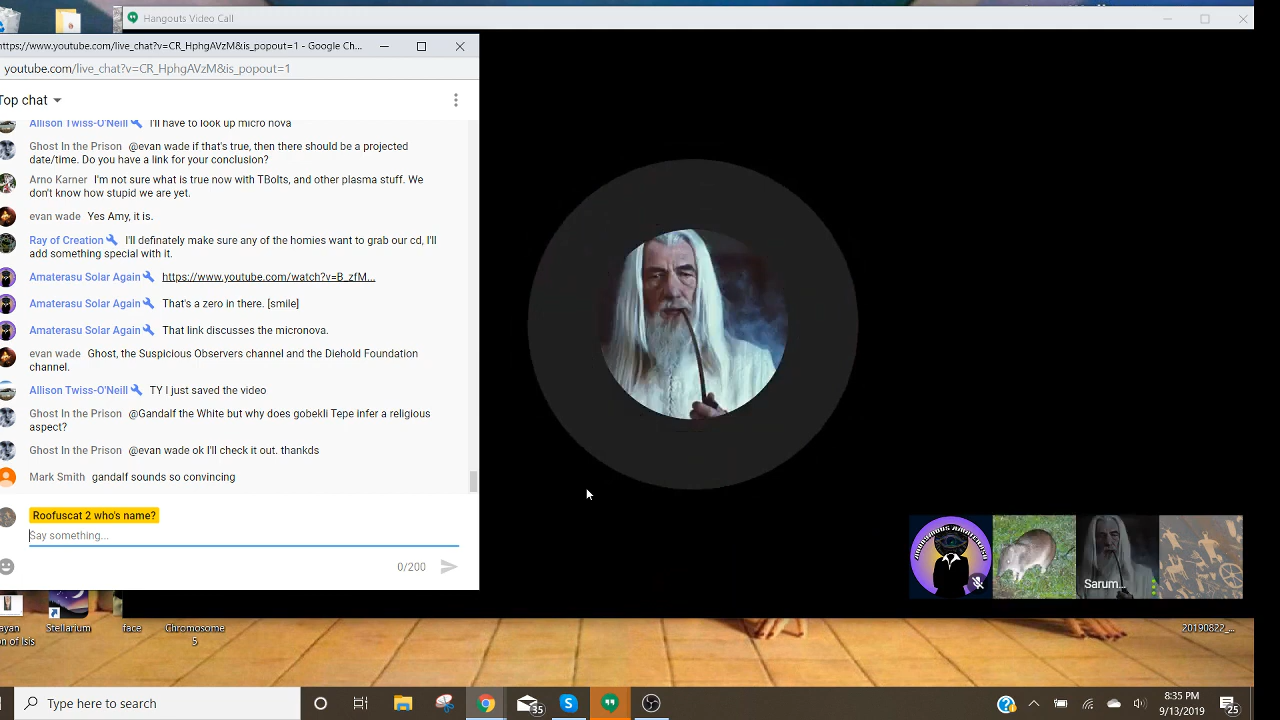 Hangouts Video Call
https://www.youtube.com/live_chat?v=CR_HphgAVzM&is_popout=1 - Google Ch...
youtube.com/live_chat?v=CR_HphgAVzM&is_popout=1
Top chat
Allison Twiss-O'Neill I'll have to look up micro nova
Ghost In the Prison @evan wade if that's true, then there should be a projected
date/time. Do you have a link for your conclusion?
Arno Karner I'm not sure what is true now with TBolts, and other plasma stuff. We
don't know how stupid we are yet.
evan wade Yes Amy, it is.
Ray of Creation I'll definately make sure any of the homies want to grab our cd, I'll
add something special with it.
Amaterasu Solar Again https://www.youtube.com/watch?v=B_zfM...
Amaterasu Solar Again That's a zero in there. [smile]
Amaterasu Solar Again That link discusses the micronova.
evan wade Ghost, the Suspicious Observers channel and the Diehold Foundation
channel.
Allison Twiss-O'Neill TY I just saved the video
Ghost In the Prison @Gandalf the White but why does gobekli Tepe infer a religious
aspect?
Ghost In the Prison @evan wade ok I'll check it out. thankds
Mark Smith gandalf sounds so convincing
Roofuscat 2 who's name?
Say something...
0/200
Sarum...
ayan
on of Isis
Stellarium
face
Chromosome
5
20190822_...
Type here to search
35
8:35 PM
9/13/2019
25